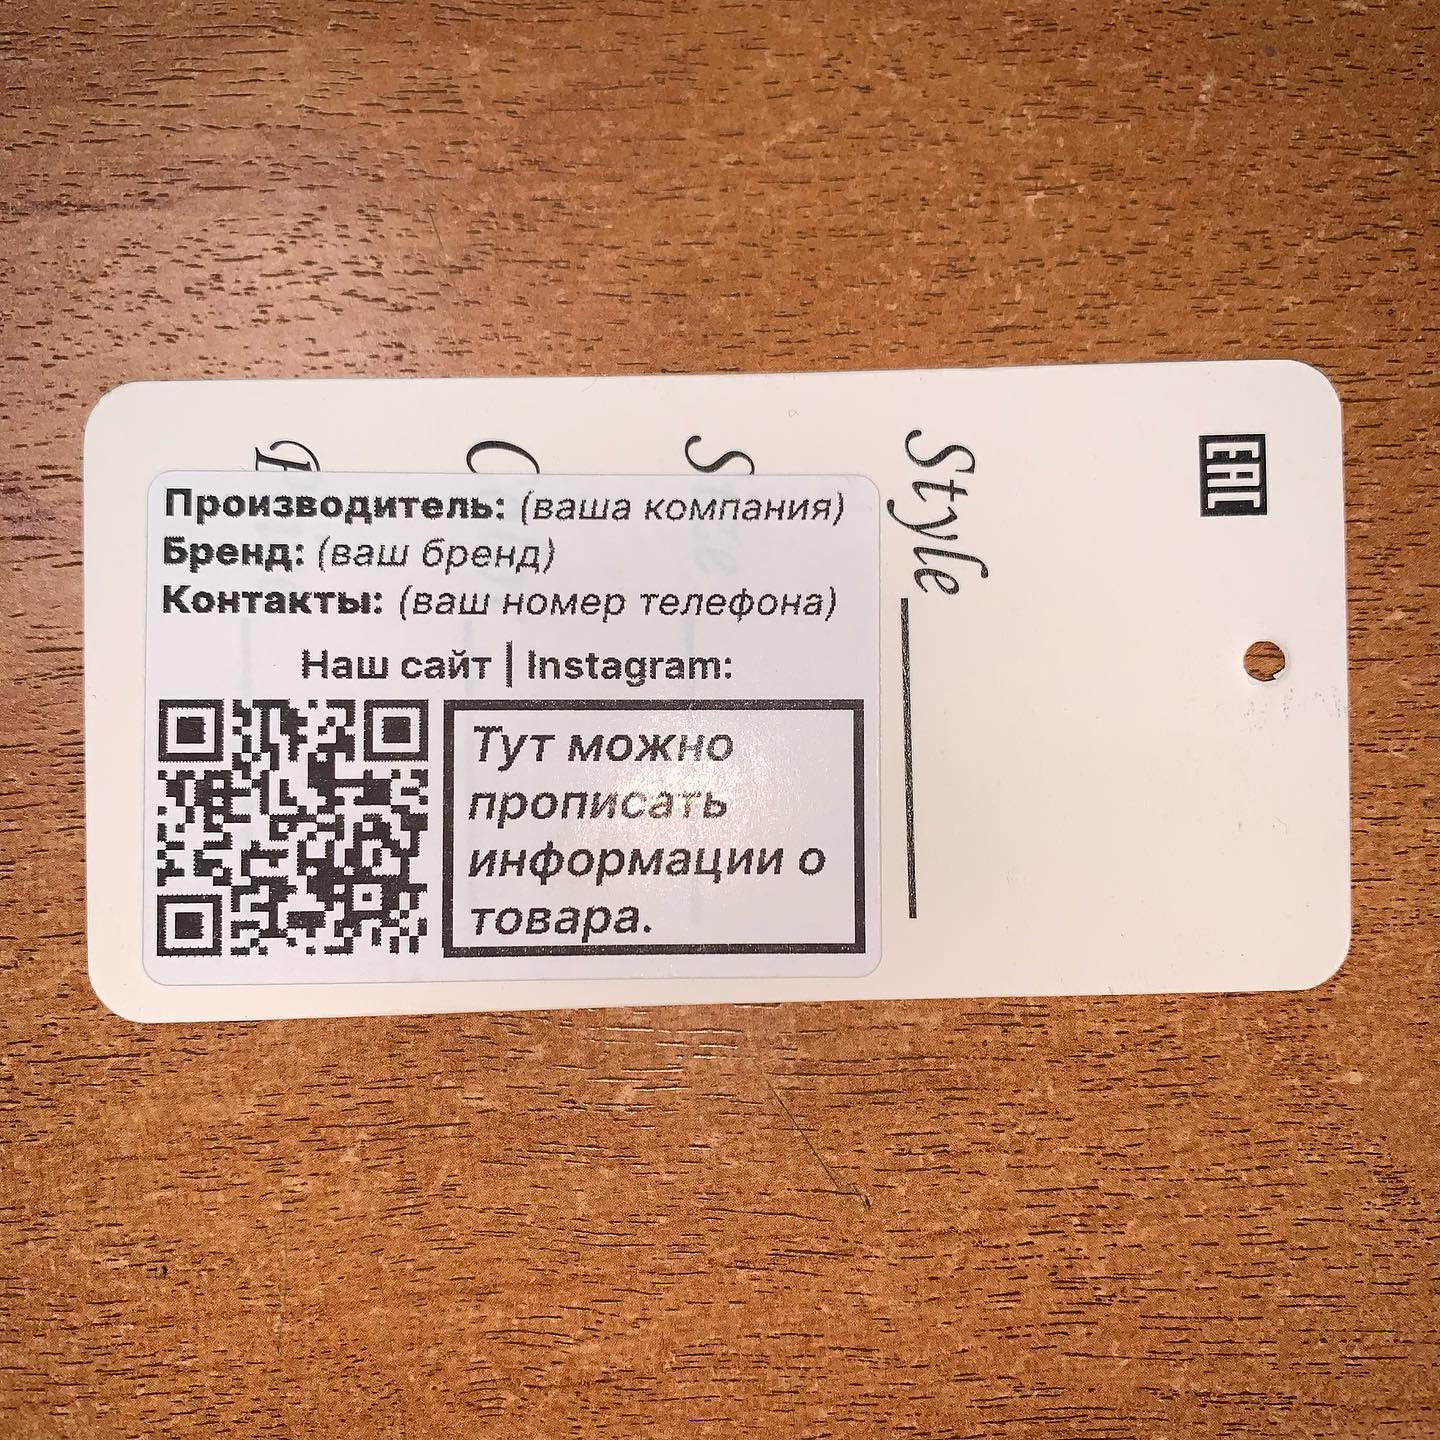 Производитель: (ваша компания)
Бренд: (ваш бренд)
Контакты: (ваш номер телефона)
Наш сайт | Instagram:
Тут можно
прописать
информации о
товара.
Style
EAC